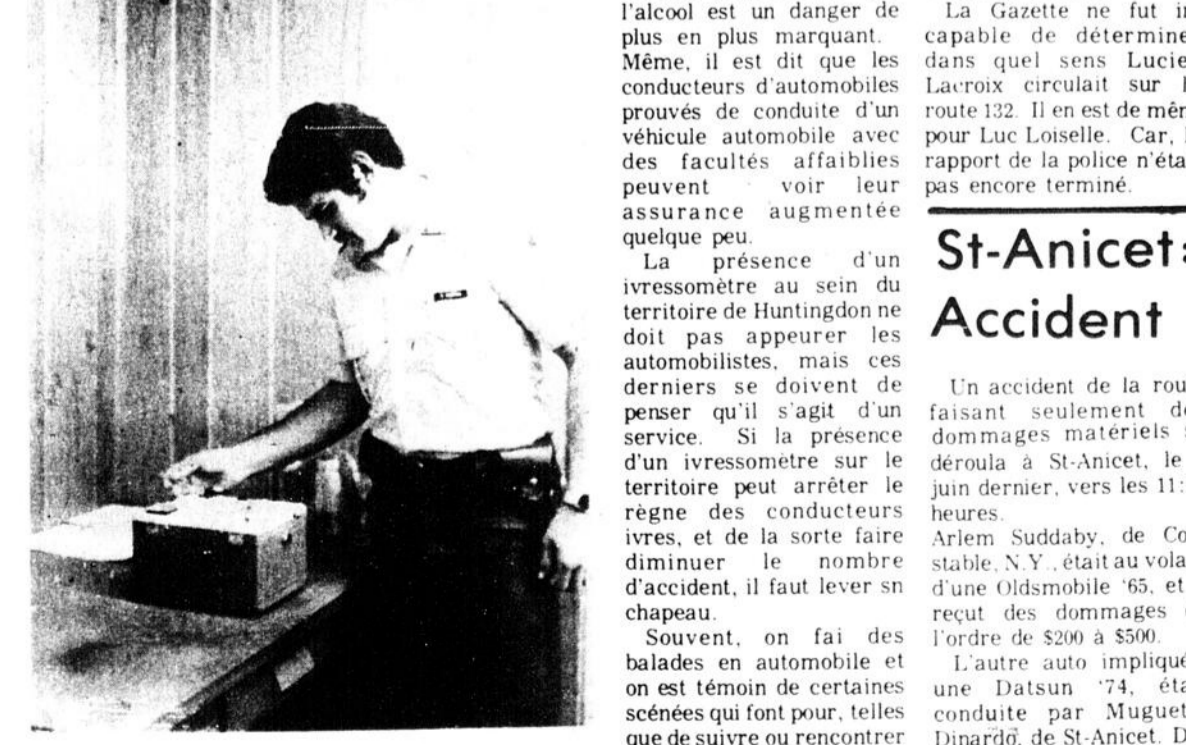 l'alcool est un danger de
plus en plus marquant.
Même, il est dit que les
conducteurs d'automobiles
prouvés de conduite d'un
véhicule automobile avec
des facultés affaiblies
peuvent voir leur
assurance augmentée
quelque peu.
La présence d'un
ivressomètre au sein du
territoire de Huntingdon ne
doit pas appeurer les
automobilistes, mais ces
derniers se doivent de
penser qu'il s'agit d'un
service. Si la présence
d'un ivressomètre sur le
territoire peut arrêter le
règne des conducteurs
ivres, et de la sorte faire
diminuer le nombre
d'accident, il faut lever sn
chapeau.
Souvent, on fai des
balades en automobile et
on est témoin de certaines
scénées qui font pour, telles
que de suivre ou rencontrer
La Gazette ne fut
capable de
dans quel sens
Lacroix circulait sur
route 132. Il en est de
pour Luc Loiselle. Car,
rapport de la police
pas encore terminé.
St-Anicet:
Accident
Un accident de la
faisant seulement
dommages matériels
déroula à St-Anicet, le
juin dernier, vers les 11:
heures.
Arlem Suddaby, de
stable, N.Y., était au
d'une Oldsmobile '65, et
reçut des dommages
l'ordre de $200 à $500.
L'autre auto
une Datsun '74,
conduite par
Dinardo, de St-Anicet.